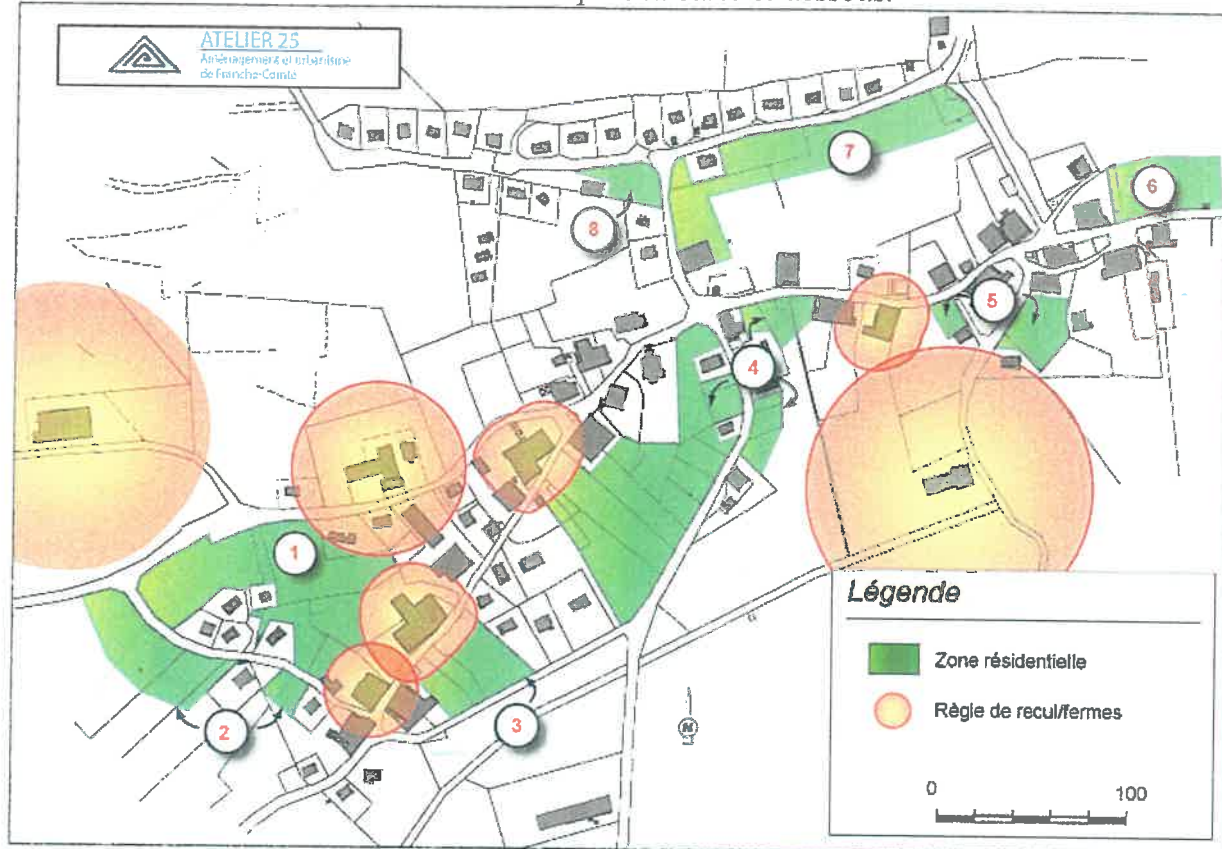 ATELIER 25
Aménagement et urbanisme
de Franche-Comté
7
6
8
5
4
1
2
3
N
Légende
Zone résidentielle
Règle de recul/fermes
0 100